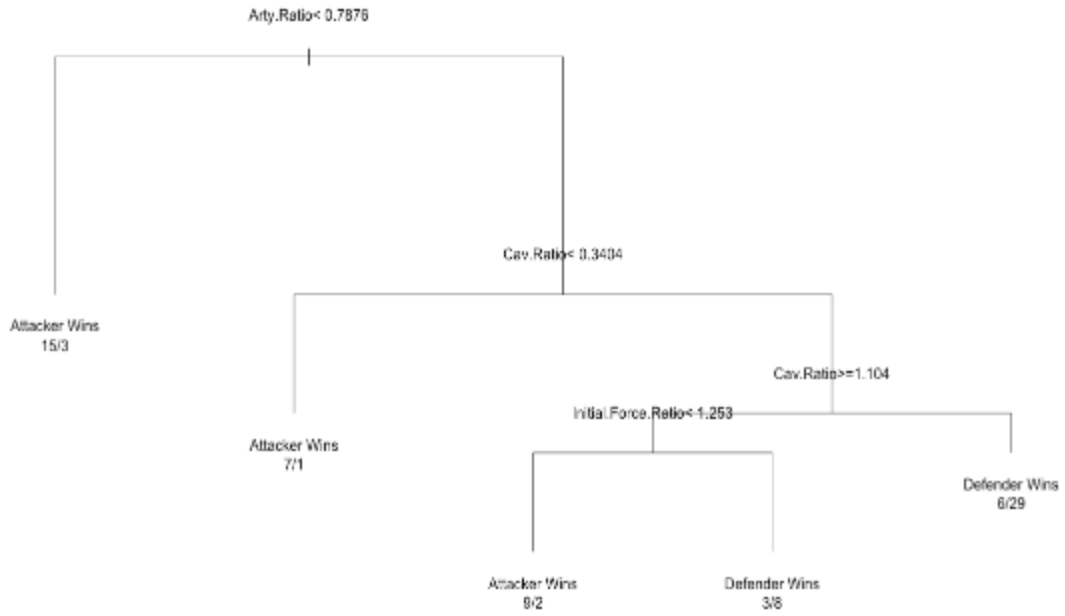 Arty.Ratio< 0.7876
Cav.Ratio< 0.3404
Attacker Wins
15/3
Cav.Ratio>=1.104
Initial.Force.Ratio< 1.253
Attacker Wins
7/1
Defender Wins
6/29
Attacker Wins
9/2
Defender Wins
3/8